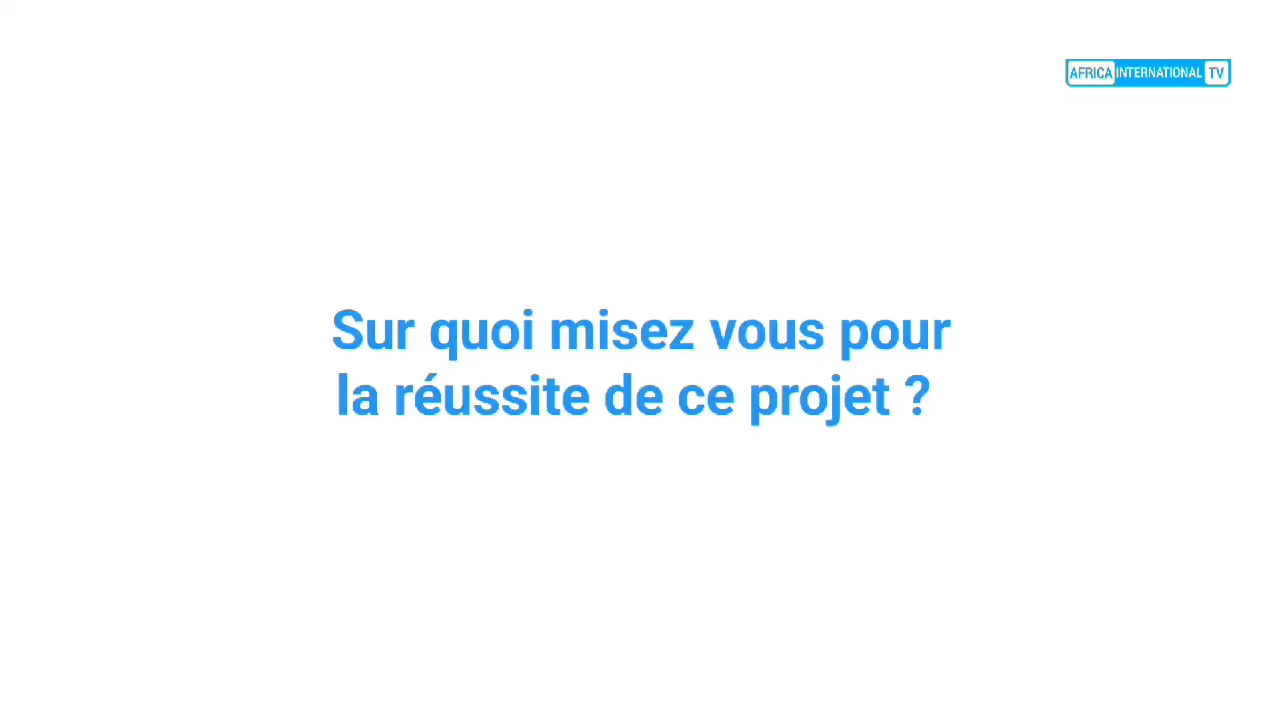 AFRICA INTERNATIONAL TV
Sur quoi misez vous pour
la réussite de ce projet ?